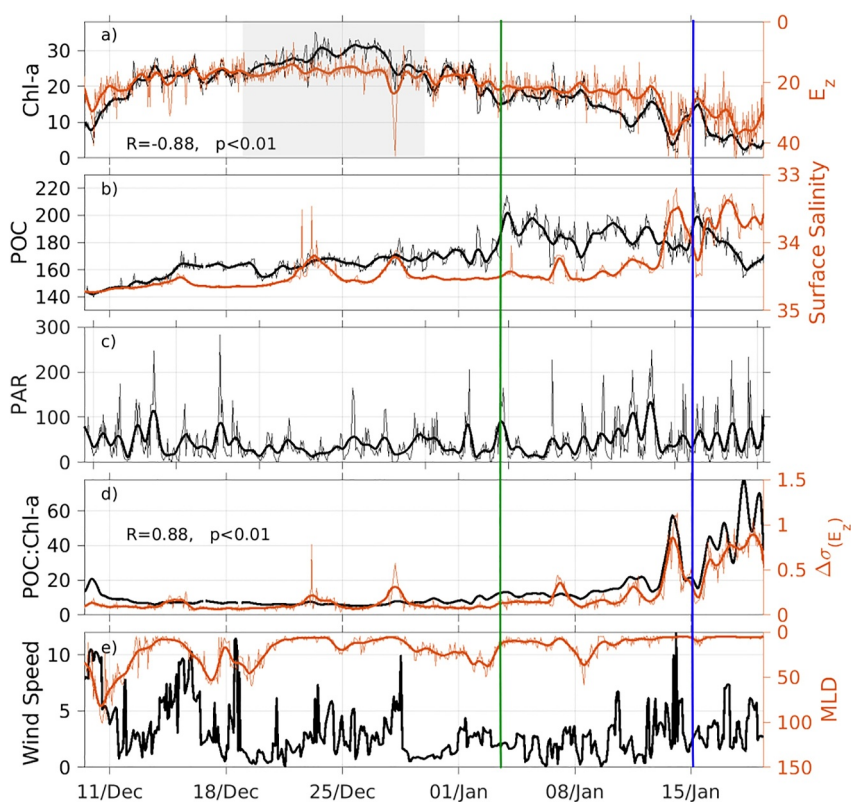 a)
Chl-a
30
20
10
0
R=-0.88, p<0.01
0
20
40
E_z
b)
POC
220
200
180
160
140
33
34
35
Surface Salinity
c)
PAR
300
200
100
0
d)
POC:Chl-a
60
40
20
0
R=0.88, p<0.01
1.5
1
0.5
0
Δσ(E_z)
e)
Wind Speed
10
5
0
0
50
100
150
MLD
11/Dec 18/Dec 25/Dec 01/Jan 08/Jan 15/Jan